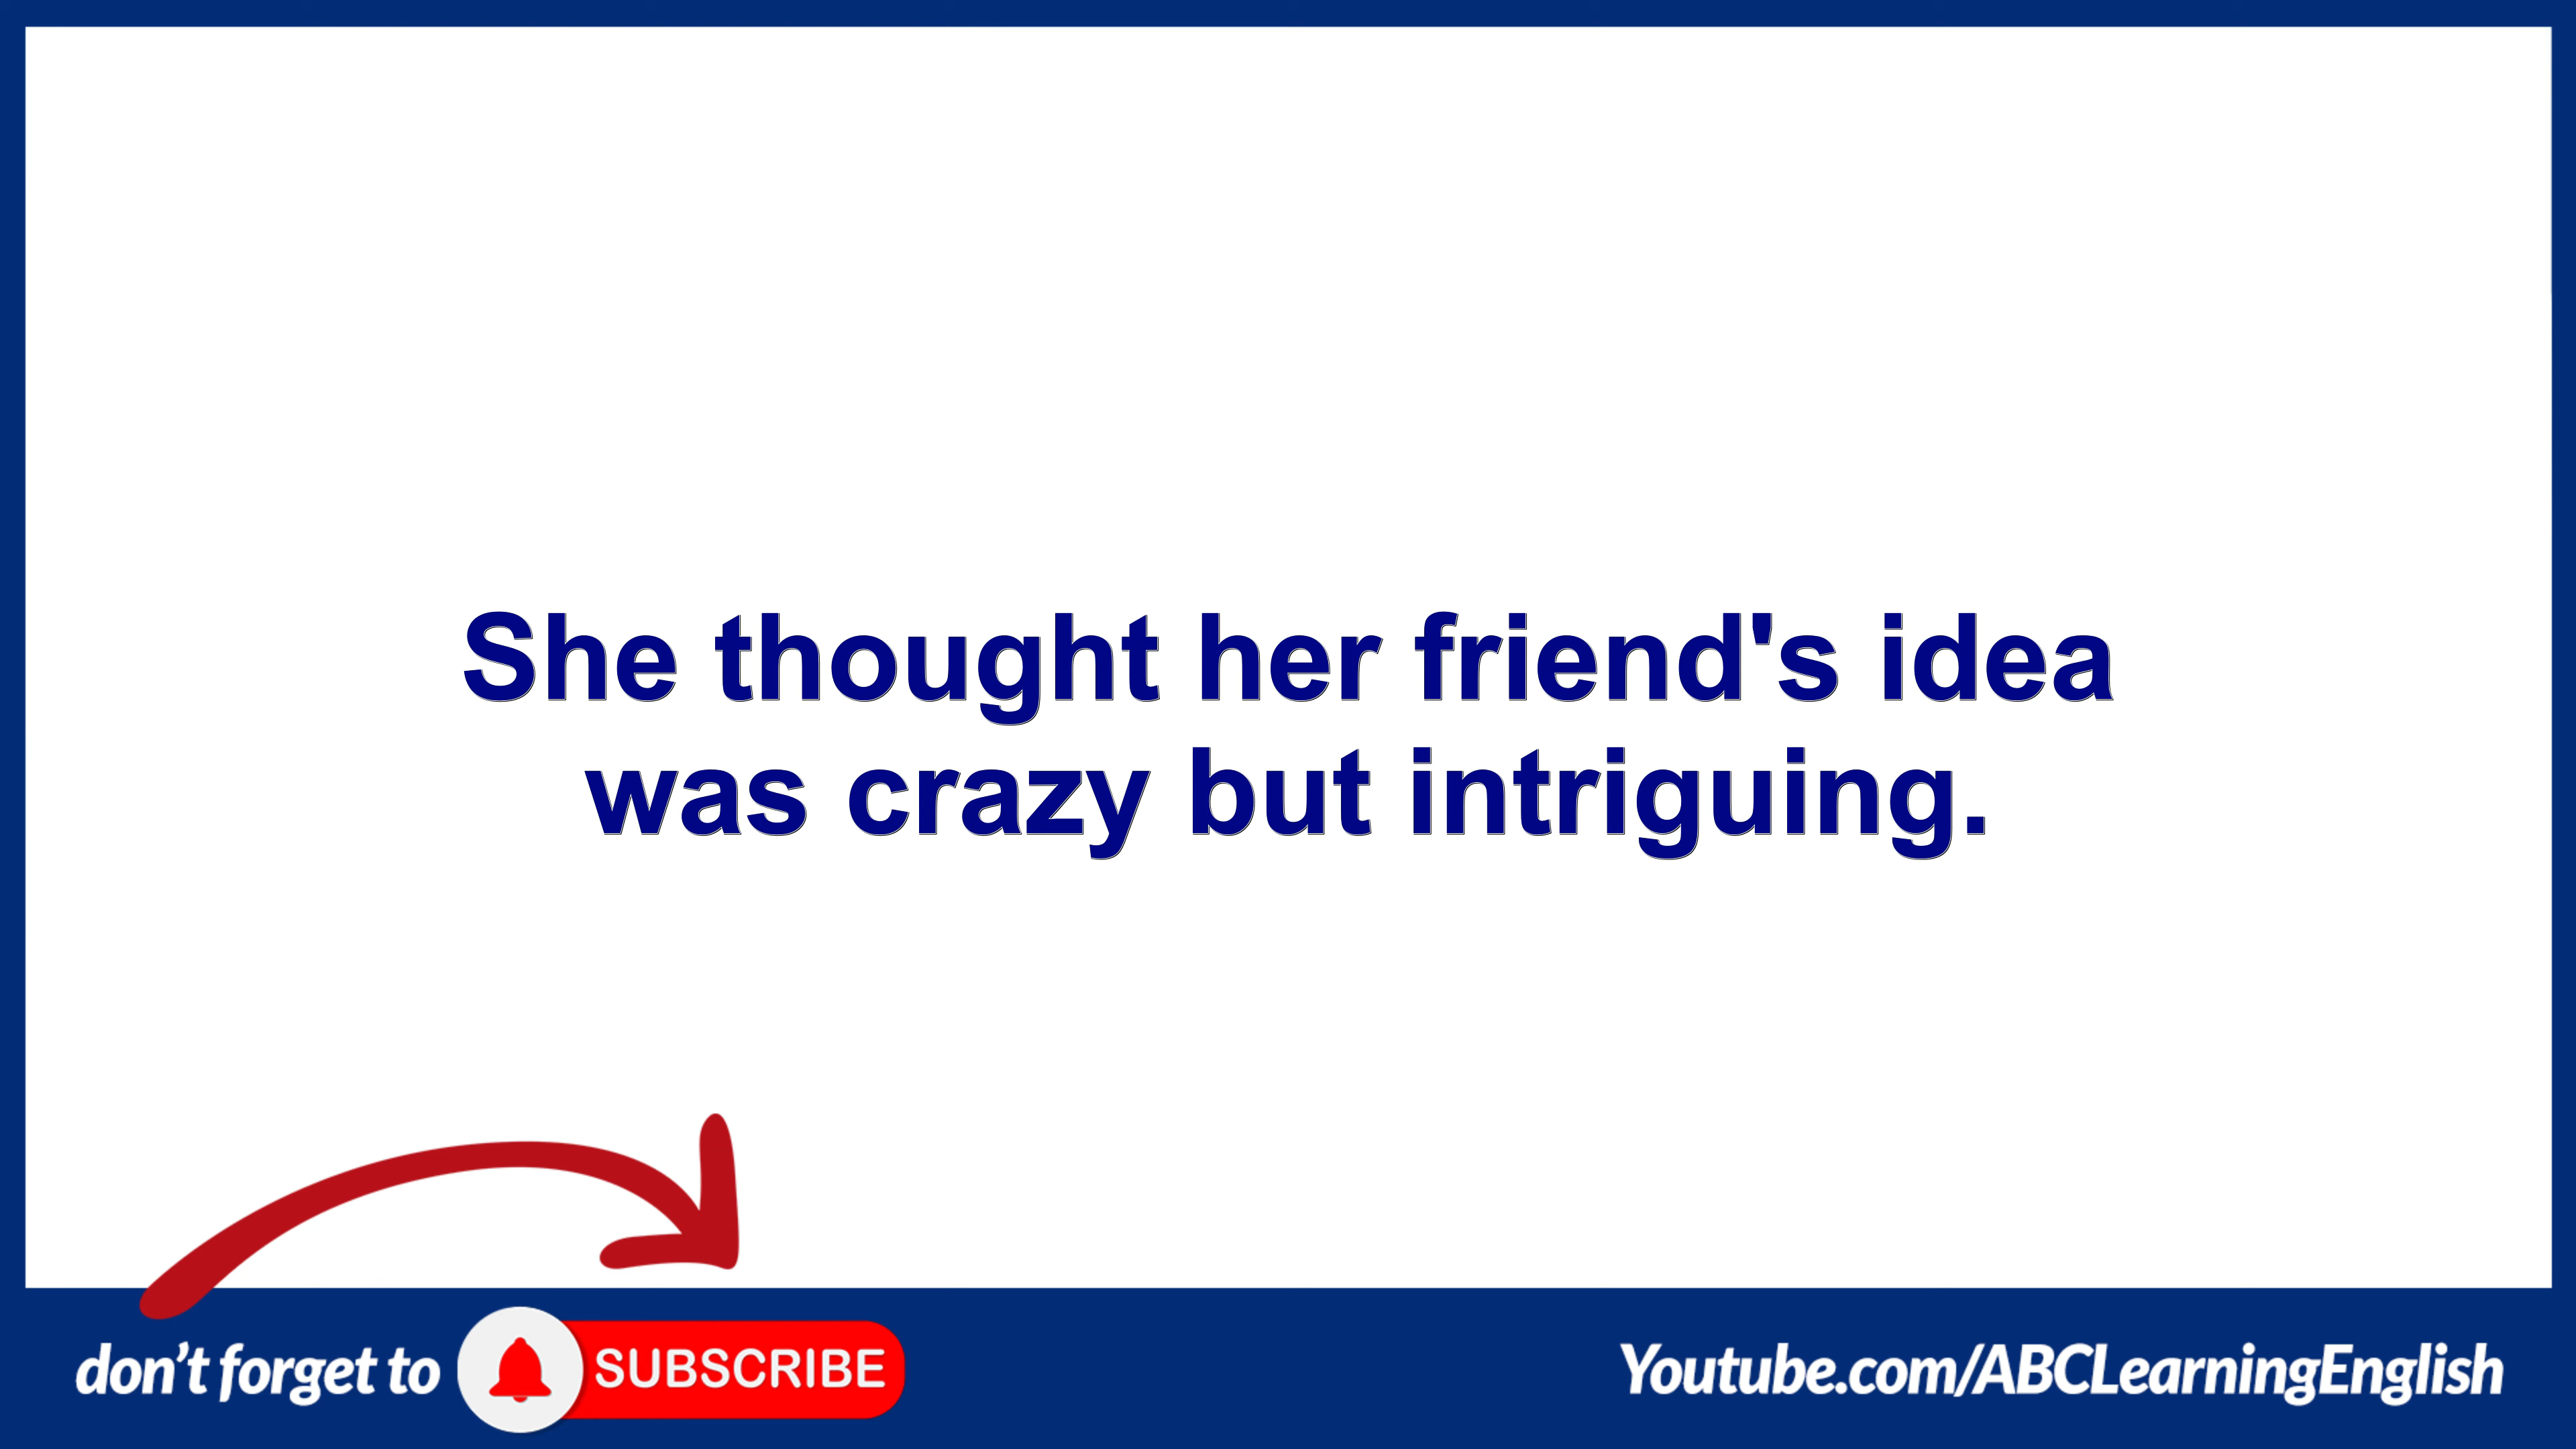 She thought her friend's idea
was crazy but intriguing.
don't forget to SUBSCRIBE
Youtube.com/ABCLearningEnglish